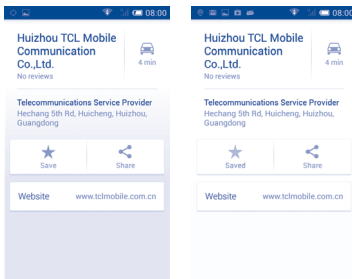 08:00
Huizhou TCL Mobile
Communication
Co.,Ltd.
No reviews
4 min
Telecommunications Service Provider
Hechang 5th Rd, Huicheng, Huizhou,
Guangdong
Save
Share
Website www.tclmobile.com.cn
08:00
Huizhou TCL Mobile
Communication
Co.,Ltd.
No reviews
4 min
Telecommunications Service Provider
Hechang 5th Rd, Huicheng, Huizhou,
Guangdong
Saved
Share
Website www.tclmobile.com.cn